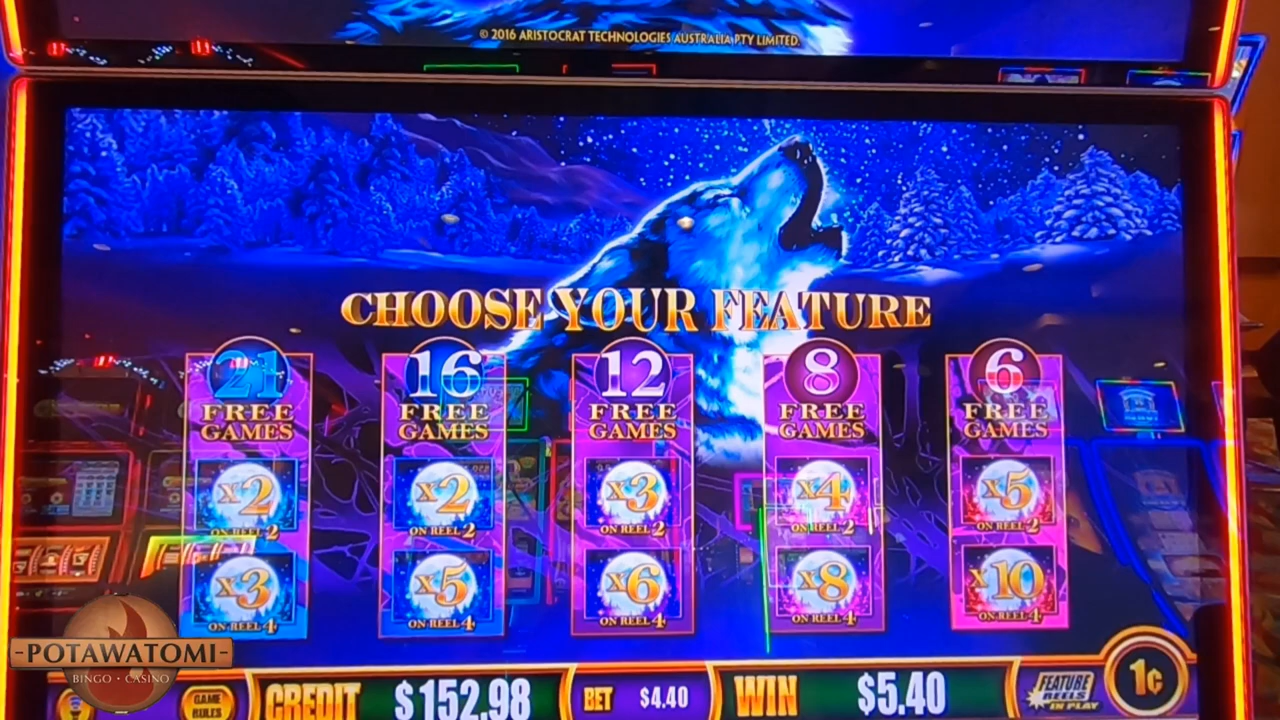 © 2016 ARISTOCRAT TECHNOLOGIES AUSTRALIA PTY LIMITED.
CHOOSE YOUR FEATURE
21
FREE
GAMES
x2
ON REEL 2
x3
ON REEL 4
16
FREE
GAMES
x2
ON REEL 2
x5
ON REEL 4
12
FREE
GAMES
x3
ON REEL 2
x6
ON REEL 4
8
FREE
GAMES
x4
ON REEL 2
x8
ON REEL 4
6
FREE
GAMES
x5
ON REEL 2
x10
ON REEL 4
-POTAWATOMI-
BINGO • CASINO
GAME
RULES
CREDIT $152.98
BET $4.40
WIN $5.40
FEATURE
REELS
IN PLAY
1¢